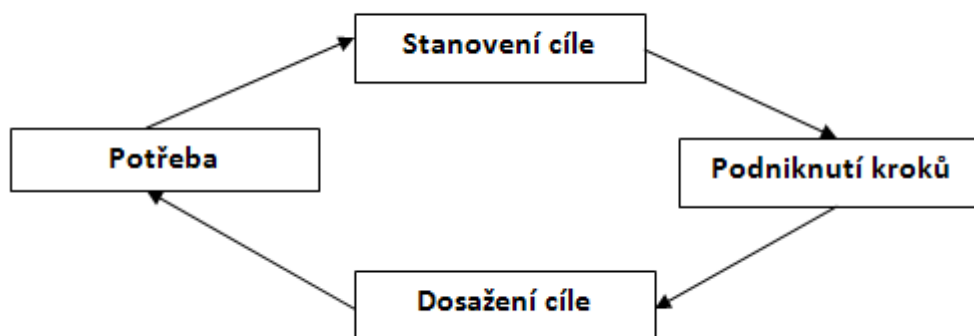 Stanovení cíle
Potřeba
Podniknutí kroků
Dosažení cíle